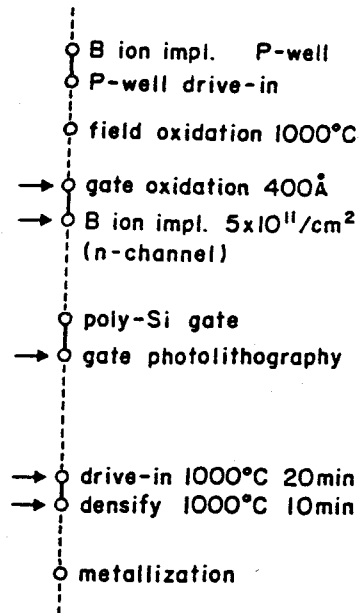 B ion impl. P-well
P-well drive-in
field oxidation 1000°C
gate oxidation 400Å
B ion impl. 5x10¹¹/cm²
(n-channel)
poly-Si gate
gate photolithography
drive-in 1000°C 20min
densify 1000°C 10min
metallization